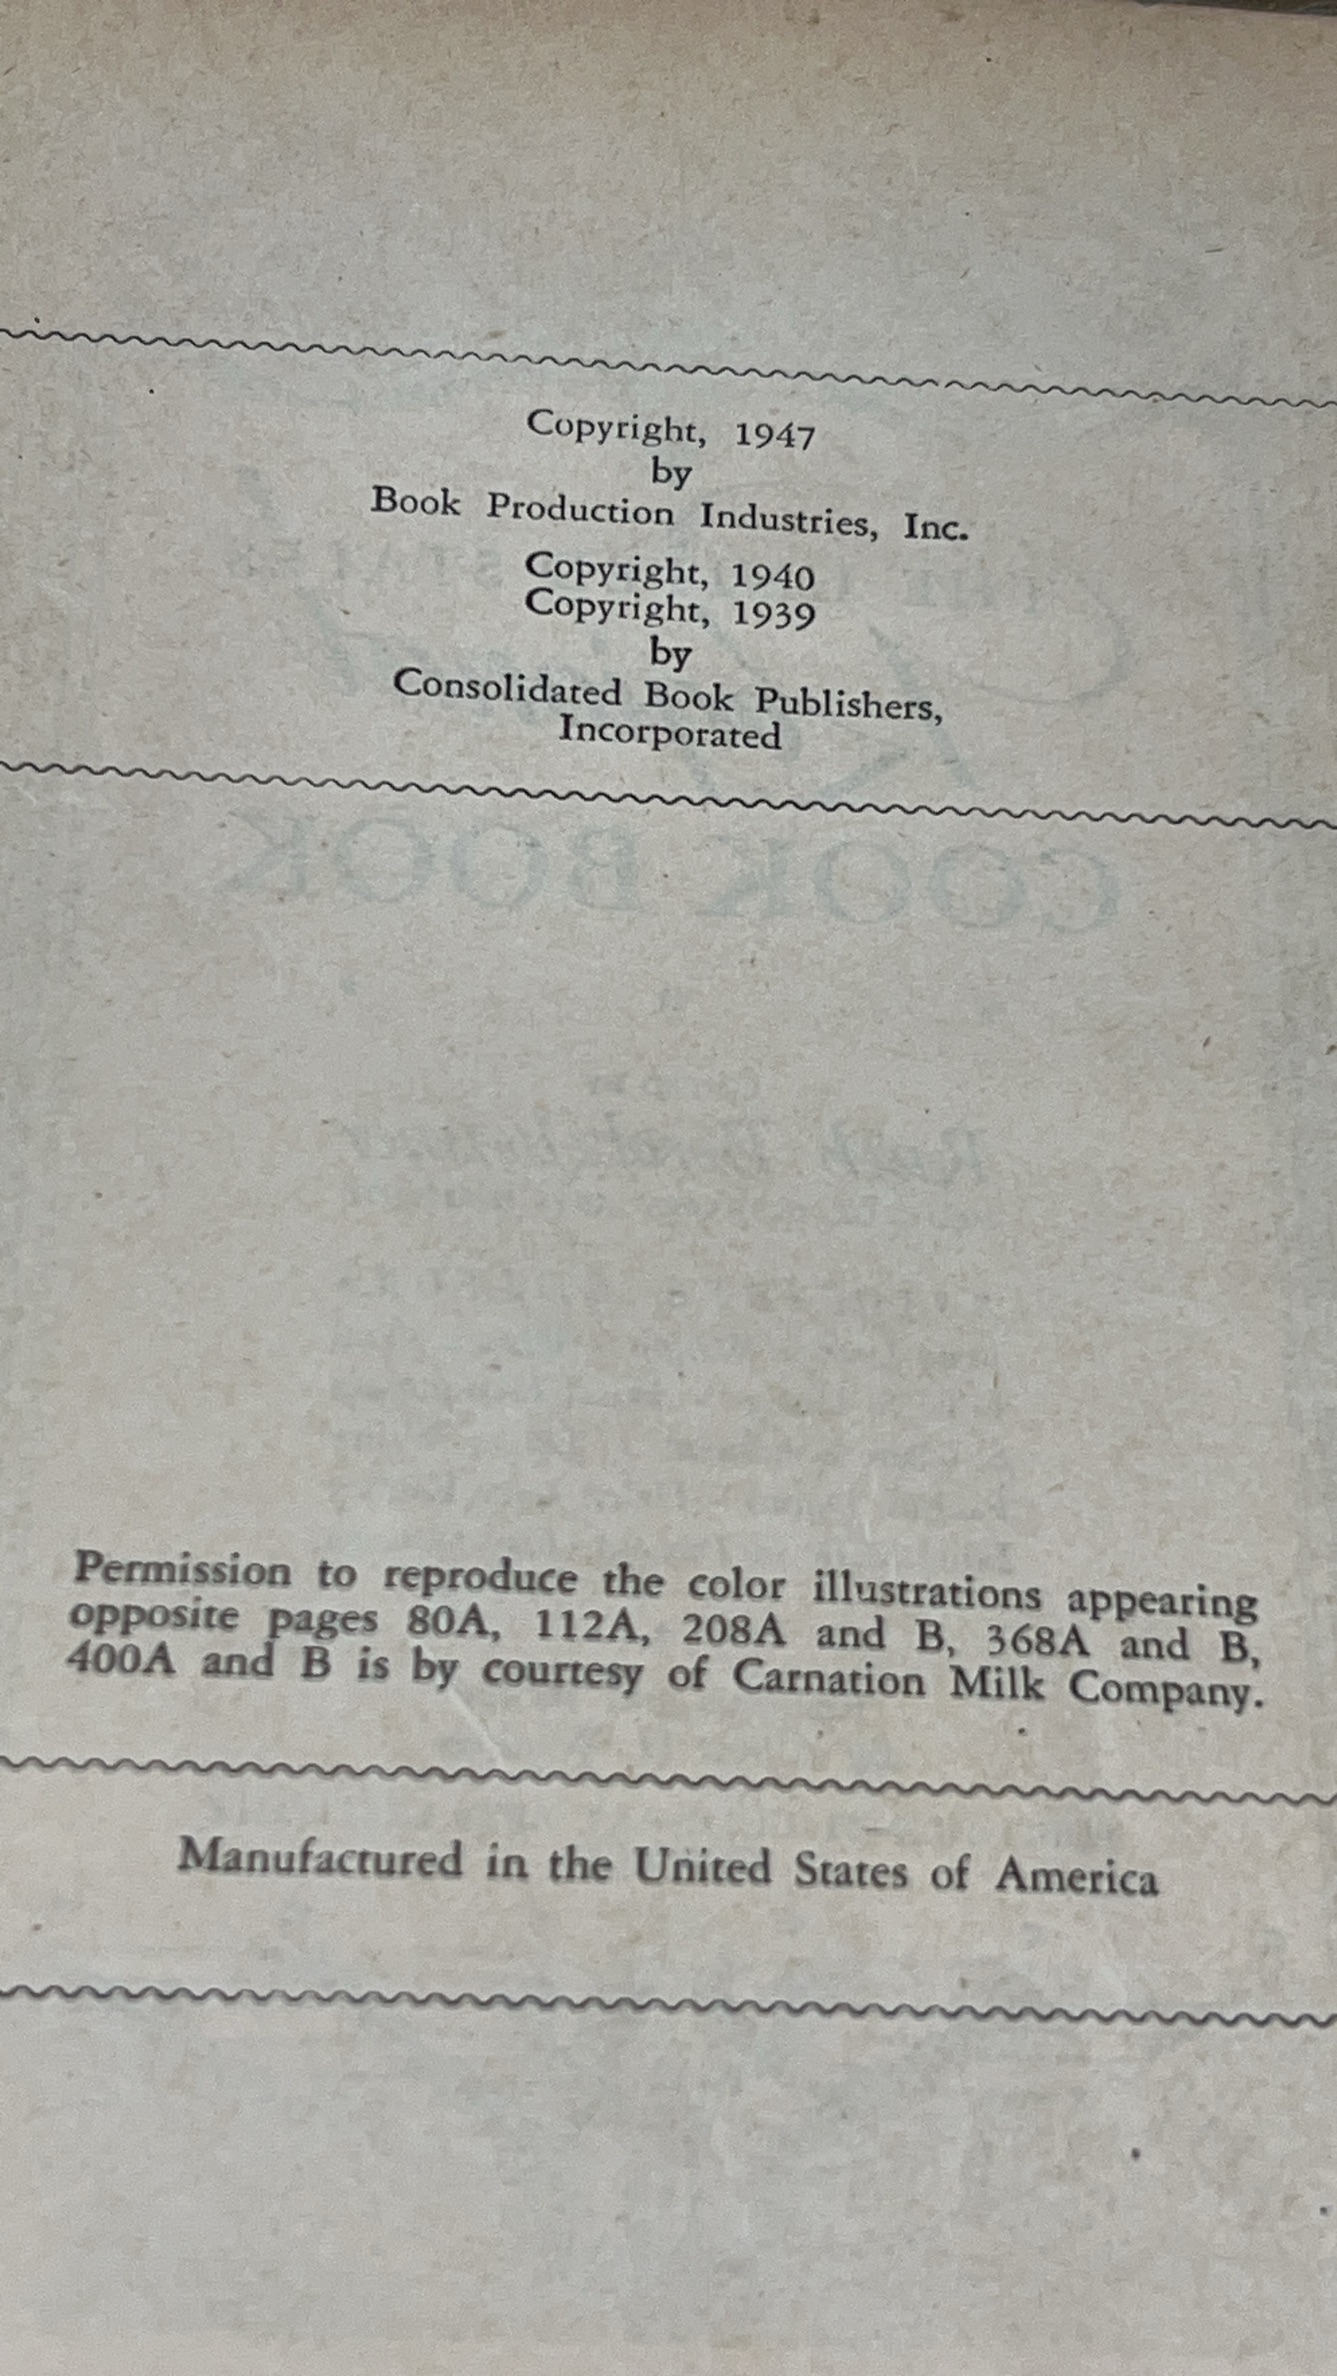 Copyright, 1947
by
Book Production Industries, Inc.
Copyright, 1940
Copyright, 1939
by
Consolidated Book Publishers,
Incorporated
COOK BOOK
Permission to reproduce the color illustrations appearing
opposite pages 80A, 112A, 208A and B, 368A and B,
400A and B is by courtesy of Carnation Milk Company.
Manufactured in the United States of America